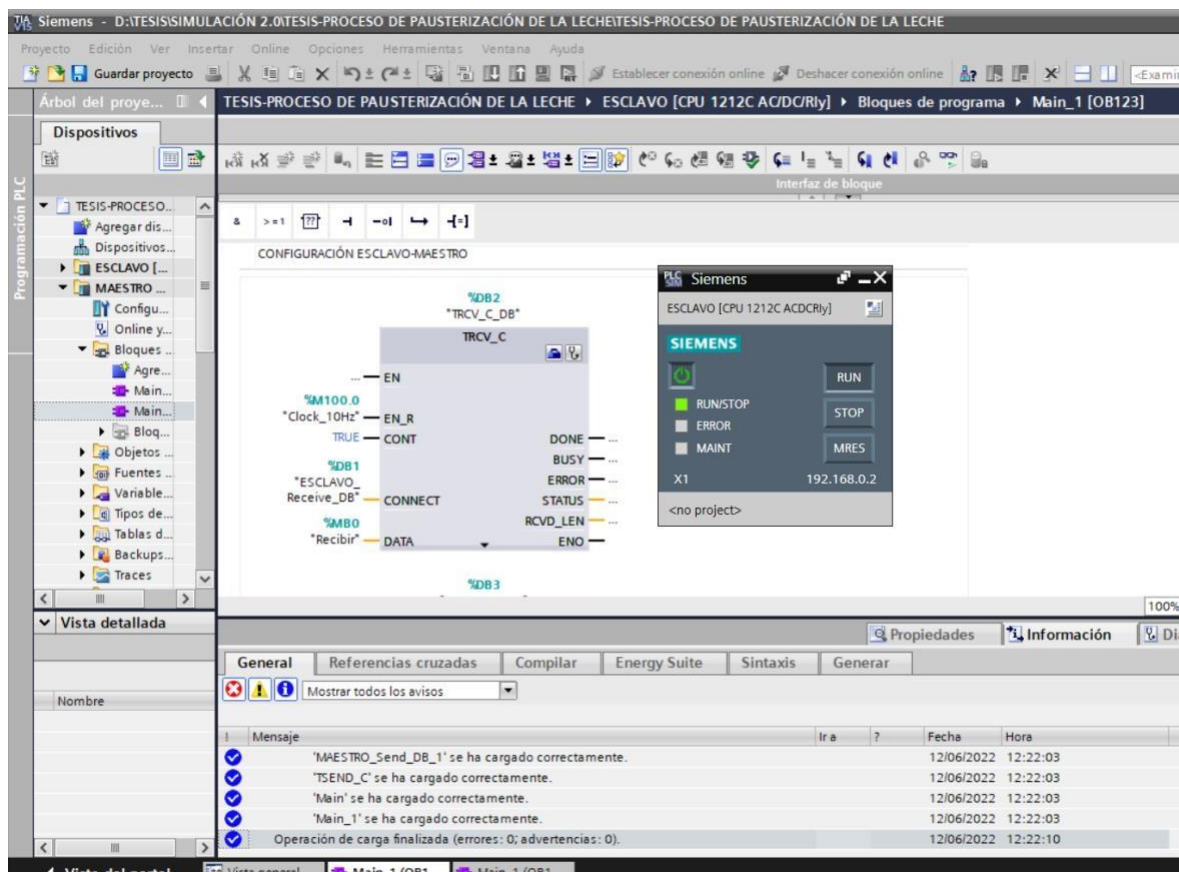 Siemens - D:\TESIS\SIMULACIÓN 2.0\TESIS-PROCESO DE PAUSTERIZACIÓN DE LA LECHE\TESIS-PROCESO DE PAUSTERIZACIÓN DE LA LECHE
Proyecto Edición Ver Insertar Online Opciones Herramientas Ventana Ayuda
Guardar proyecto Establecer conexión online Deshacer conexión online
Árbol del proye...
TESIS-PROCESO DE PAUSTERIZACIÓN DE LA LECHE ESCLAVO [CPU 1212C AC/DC/Rly] Bloques de programa Main_1 [OB123]
Dispositivos
Programación PLC
Interfaz de bloque
TESIS-PROCESO...
Agregar dis...
Dispositivos...
ESCLAVO [...
MAESTRO ...
Configu...
Online y...
Bloques ...
Agre...
Main...
Main...
Bloq...
Objetos ...
Fuentes ...
Variable...
Tipos de...
Tablas d...
Backups...
Traces
& >=1 ??
CONFIGURACIÓN ESCLAVO-MAESTRO
%DB2
"TRCV_C_DB"
TRCV_C
... EN
%M100.0
"Clock_10Hz" EN_R
TRUE CONT
%DB1
"ESCLAVO_
Receive_DB" CONNECT
%MB0
"Recibir" DATA
DONE ...
BUSY ...
ERROR ...
STATUS ...
RCVD_LEN ...
ENO
%DB3
Siemens
ESCLAVO [CPU 1212C ACDCRly]
SIEMENS
RUN
RUN/STOP
STOP
ERROR
MAINT
MRES
X1 192.168.0.2
<no project>
100%
Vista detallada
Nombre
Propiedades Información
General Referencias cruzadas Compilar Energy Suite Sintaxis Generar
Mostrar todos los avisos
! Mensaje Ir a ? Fecha Hora
'MAESTRO_Send_DB_1' se ha cargado correctamente. 12/06/2022 12:22:03
'TSEND_C' se ha cargado correctamente. 12/06/2022 12:22:03
'Main' se ha cargado correctamente. 12/06/2022 12:22:03
'Main_1' se ha cargado correctamente. 12/06/2022 12:22:03
Operación de carga finalizada (errores: 0; advertencias: 0). 12/06/2022 12:22:10